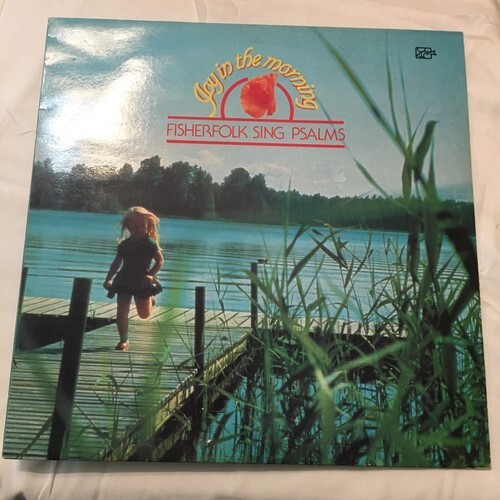 Joy in the morning
FISHERFOLK SING PSALMS